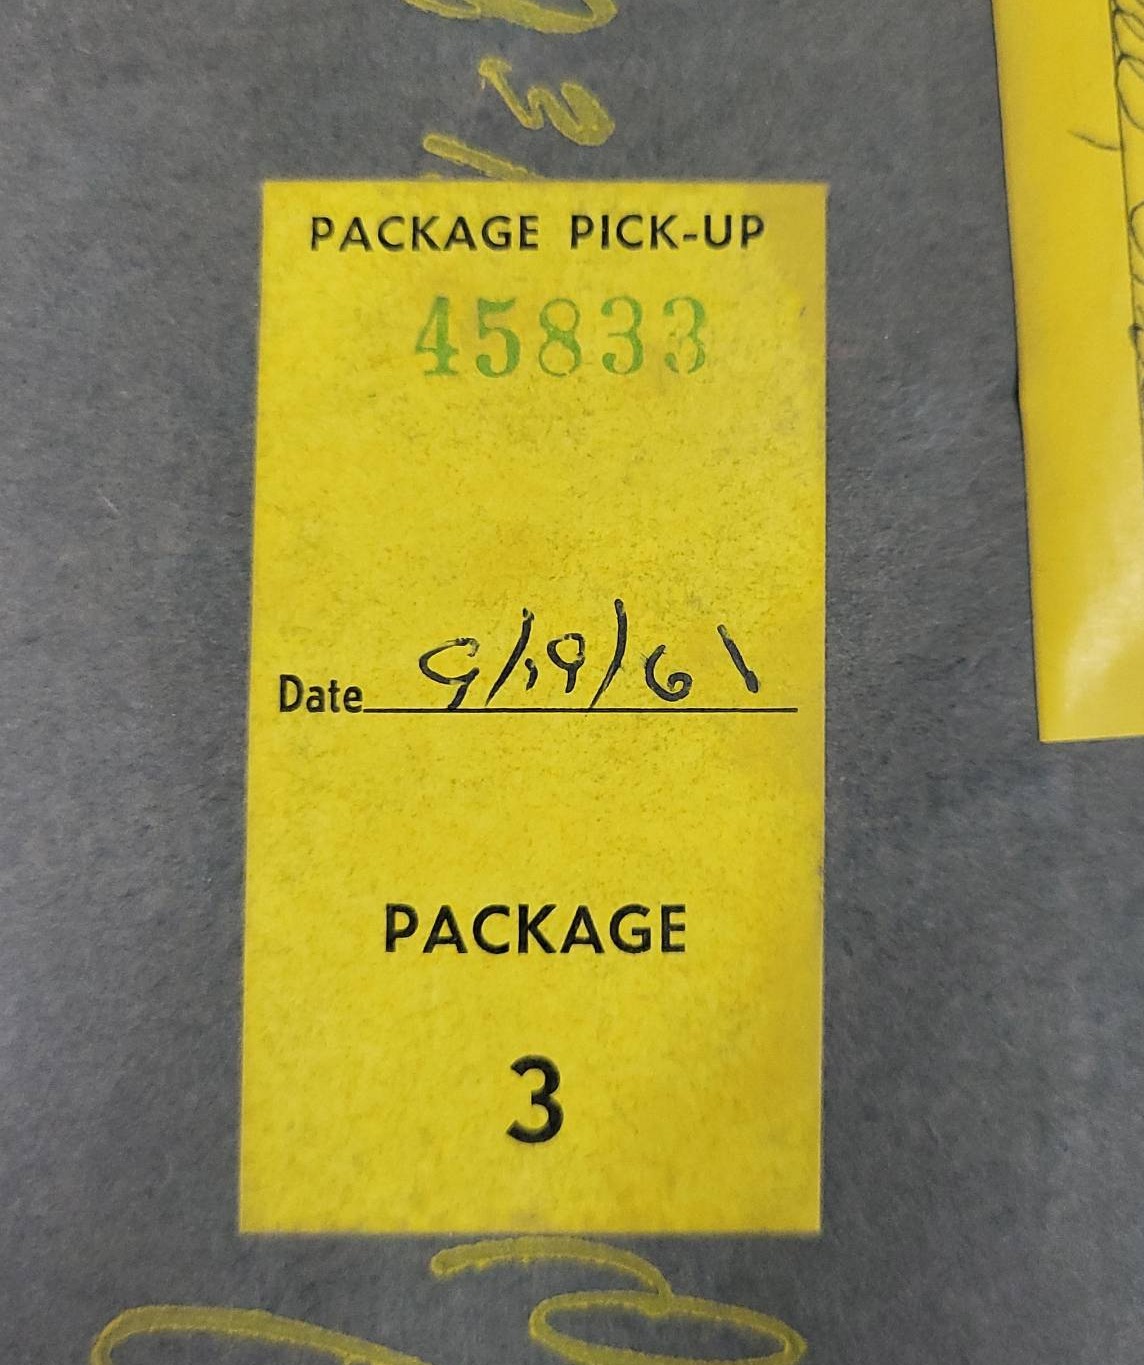 PACKAGE PICK-UP
45833
Date 9/19/61
PACKAGE
3